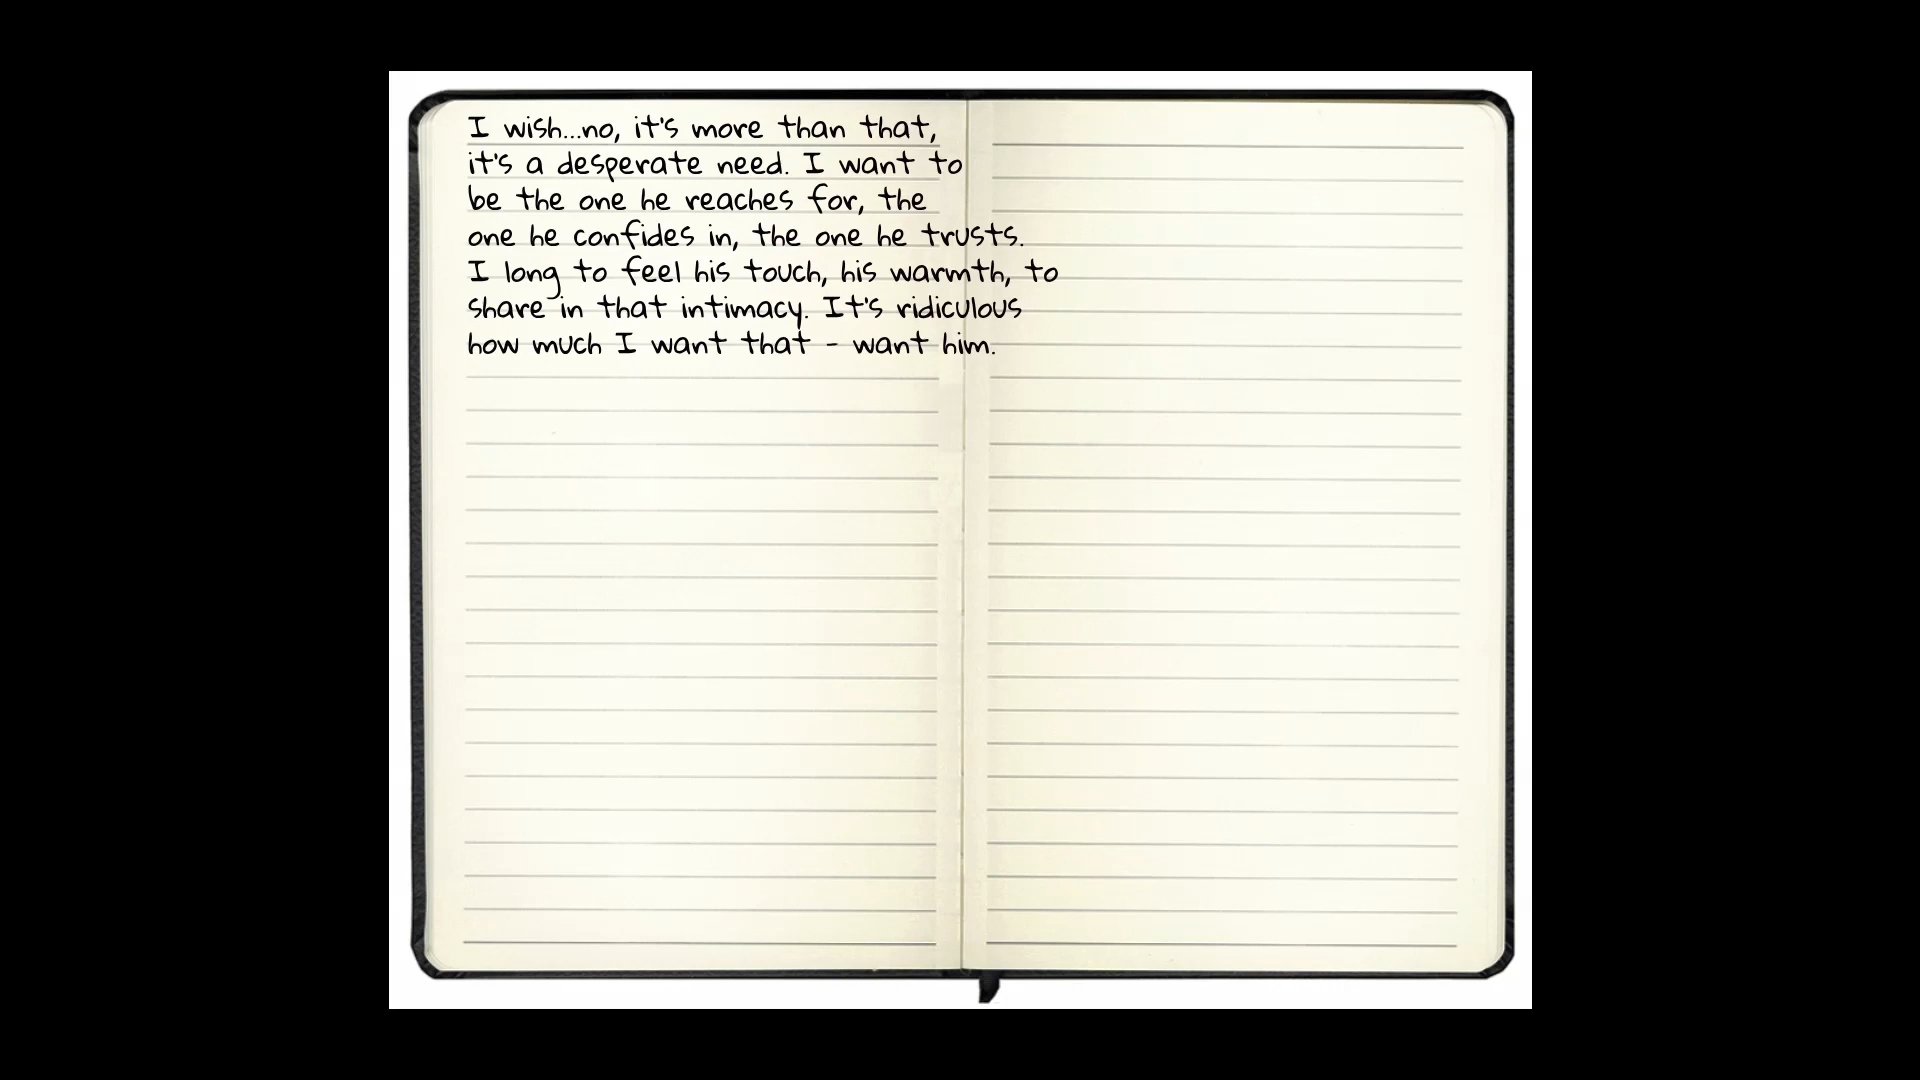 I wish...no, it's more than that,
it's a desperate need. I want to
be the one he reaches for, the
one he confides in, the one he trusts.
I long to feel his touch, his warmth, to
share in that intimacy. It's ridiculous
how much I want that - want him.